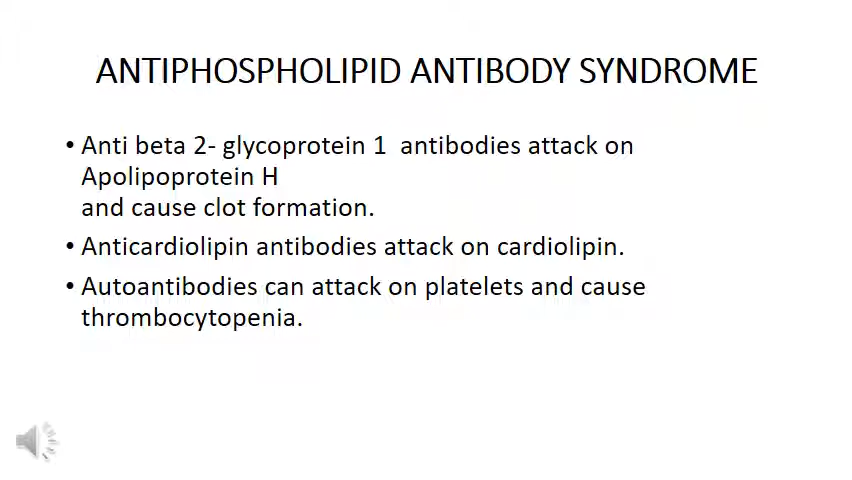 ANTIPHOSPHOLIPID ANTIBODY SYNDROME
• Anti beta 2- glycoprotein 1 antibodies attack on
Apolipoprotein H
and cause clot formation.
• Anticardiolipin antibodies attack on cardiolipin.
• Autoantibodies can attack on platelets and cause
thrombocytopenia.